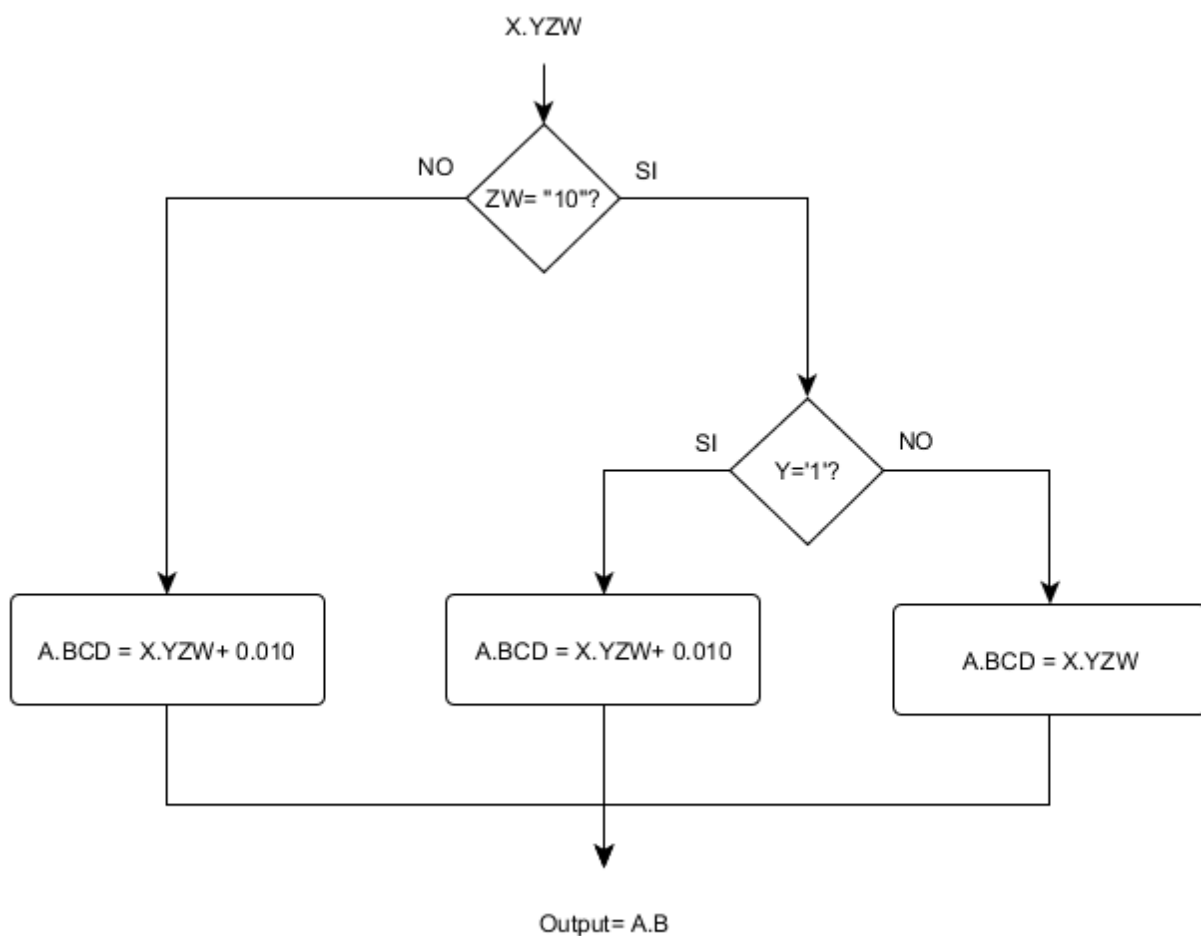 X.YZW
NO
SI
ZW= "10"?
SI
NO
Y='1'?
A.BCD = X.YZW+ 0.010
A.BCD = X.YZW+ 0.010
A.BCD = X.YZW
Output= A.B